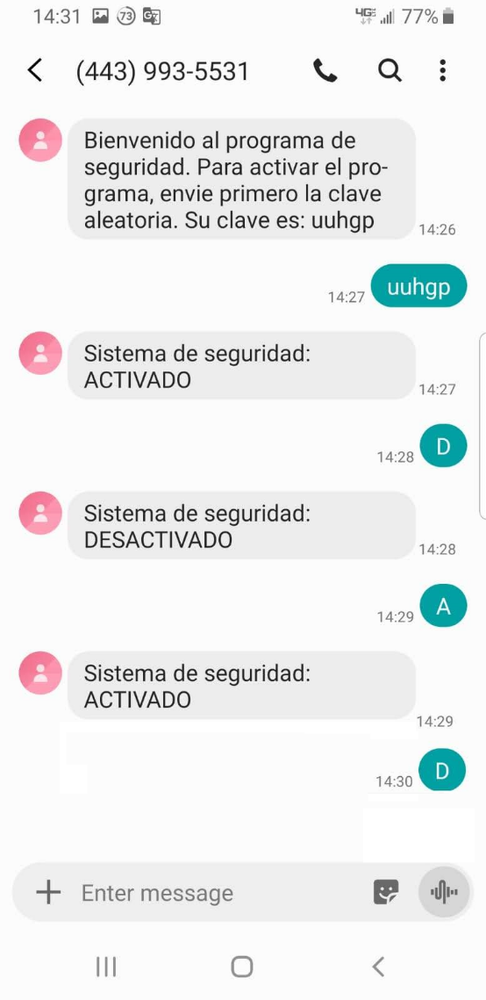 14:31 73 4GE 77%
(443) 993-5531
Bienvenido al programa de
seguridad. Para activar el pro-
grama, envie primero la clave
aleatoria. Su clave es: uuhgp
14:26
uuhgp
14:27
Sistema de seguridad:
ACTIVADO
14:27
D
14:28
Sistema de seguridad:
DESACTIVADO
14:28
A
14:29
Sistema de seguridad:
ACTIVADO
14:29
D
14:30
Enter message